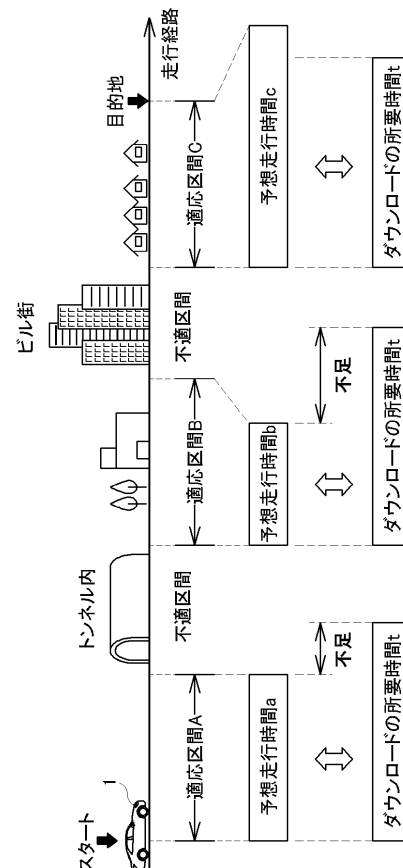 スタート
1
トンネル内
ビル街
目的地
走行経路
適応区間A
不適区間
適応区間B
不適区間
適応区間C
予想走行時間a
予想走行時間b
予想走行時間c
不足
不足
ダウンロードの所要時間t
ダウンロードの所要時間t
ダウンロードの所要時間t